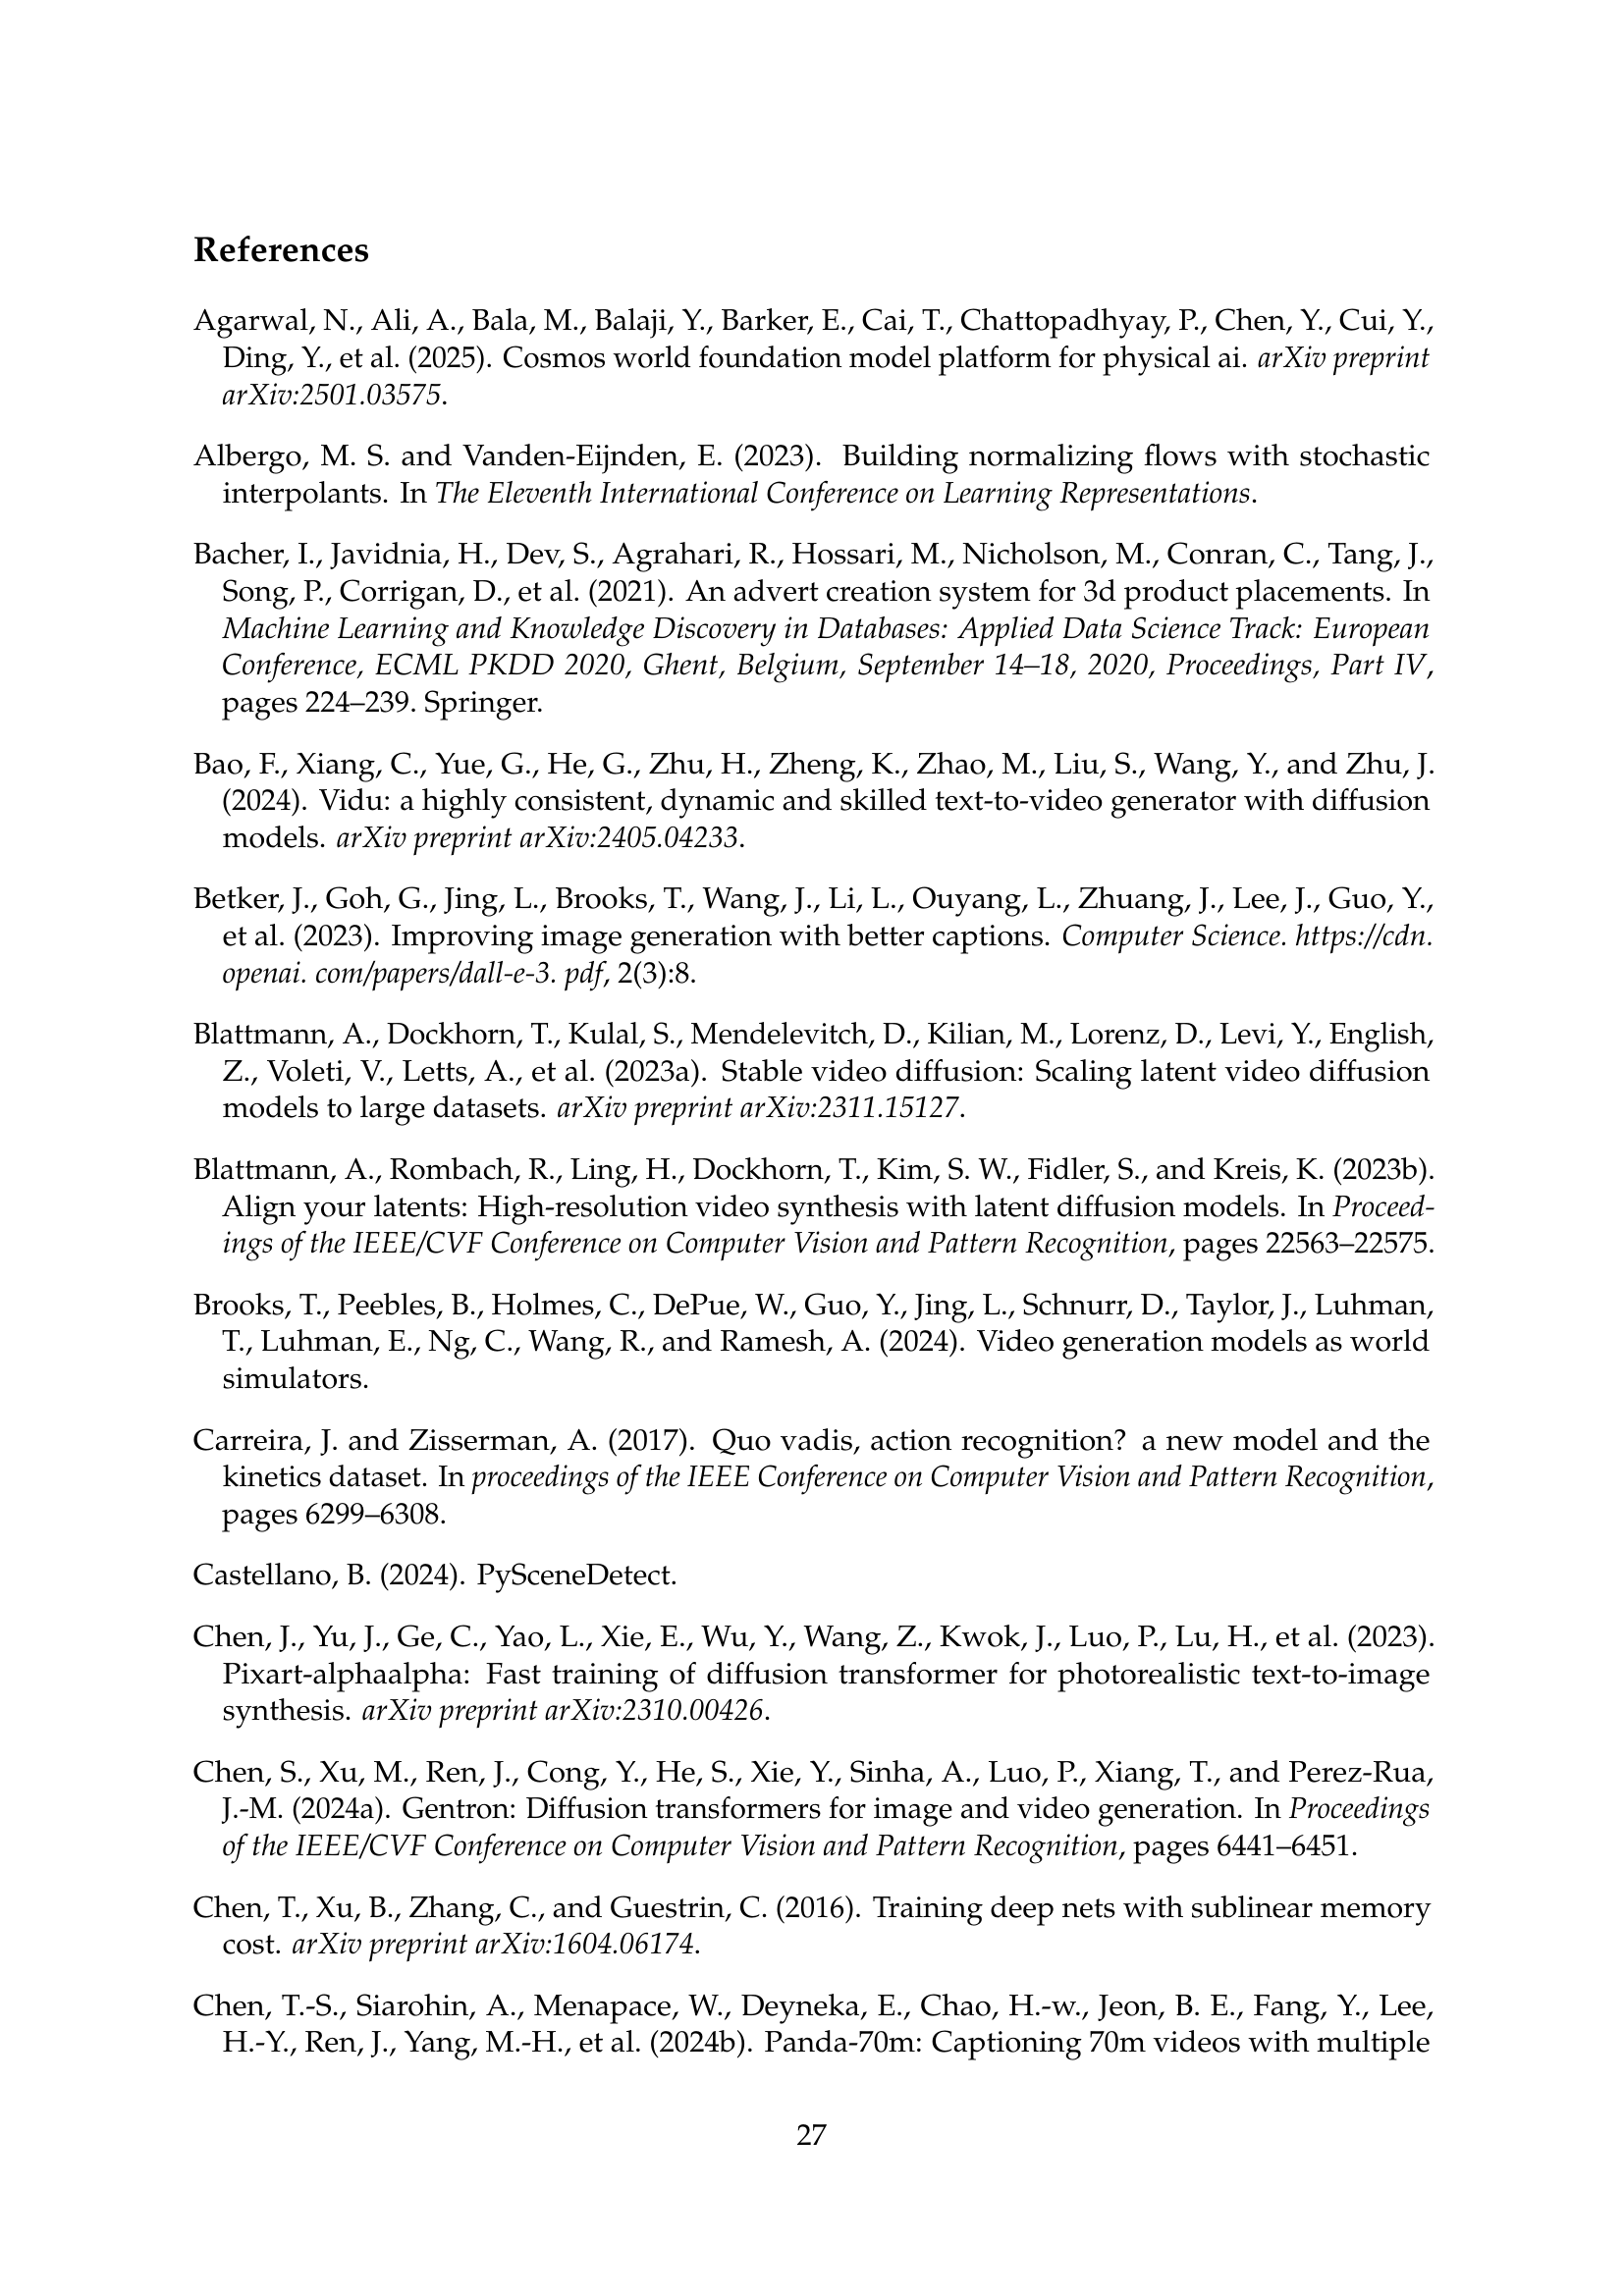 References
Agarwal, N., Ali, A., Bala, M., Balaji, Y., Barker, E., Cai, T., Chattopadhyay, P., Chen, Y., Cui, Y.,
Ding, Y., et al. (2025). Cosmos world foundation model platform for physical ai. arXiv preprint
arXiv:2501.03575.
Albergo, M. S. and Vanden-Eijnden, E. (2023). Building normalizing flows with stochastic
interpolants. In The Eleventh International Conference on Learning Representations.
Bacher, I., Javidnia, H., Dev, S., Agrahari, R., Hossari, M., Nicholson, M., Conran, C., Tang, J.,
Song, P., Corrigan, D., et al. (2021). An advert creation system for 3d product placements. In
Machine Learning and Knowledge Discovery in Databases: Applied Data Science Track: European
Conference, ECML PKDD 2020, Ghent, Belgium, September 14–18, 2020, Proceedings, Part IV,
pages 224–239. Springer.
Bao, F., Xiang, C., Yue, G., He, G., Zhu, H., Zheng, K., Zhao, M., Liu, S., Wang, Y., and Zhu, J.
(2024). Vidu: a highly consistent, dynamic and skilled text-to-video generator with diffusion
models. arXiv preprint arXiv:2405.04233.
Betker, J., Goh, G., Jing, L., Brooks, T., Wang, J., Li, L., Ouyang, L., Zhuang, J., Lee, J., Guo, Y.,
et al. (2023). Improving image generation with better captions. Computer Science. https://cdn.
openai. com/papers/dall-e-3. pdf, 2(3):8.
Blattmann, A., Dockhorn, T., Kulal, S., Mendelevitch, D., Kilian, M., Lorenz, D., Levi, Y., English,
Z., Voleti, V., Letts, A., et al. (2023a). Stable video diffusion: Scaling latent video diffusion
models to large datasets. arXiv preprint arXiv:2311.15127.
Blattmann, A., Rombach, R., Ling, H., Dockhorn, T., Kim, S. W., Fidler, S., and Kreis, K. (2023b).
Align your latents: High-resolution video synthesis with latent diffusion models. In Proceed-
ings of the IEEE/CVF Conference on Computer Vision and Pattern Recognition, pages 22563–22575.
Brooks, T., Peebles, B., Holmes, C., DePue, W., Guo, Y., Jing, L., Schnurr, D., Taylor, J., Luhman,
T., Luhman, E., Ng, C., Wang, R., and Ramesh, A. (2024). Video generation models as world
simulators.
Carreira, J. and Zisserman, A. (2017). Quo vadis, action recognition? a new model and the
kinetics dataset. In proceedings of the IEEE Conference on Computer Vision and Pattern Recognition,
pages 6299–6308.
Castellano, B. (2024). PySceneDetect.
Chen, J., Yu, J., Ge, C., Yao, L., Xie, E., Wu, Y., Wang, Z., Kwok, J., Luo, P., Lu, H., et al. (2023).
Pixart-alphaalpha: Fast training of diffusion transformer for photorealistic text-to-image
synthesis. arXiv preprint arXiv:2310.00426.
Chen, S., Xu, M., Ren, J., Cong, Y., He, S., Xie, Y., Sinha, A., Luo, P., Xiang, T., and Perez-Rua,
J.-M. (2024a). Gentron: Diffusion transformers for image and video generation. In Proceedings
of the IEEE/CVF Conference on Computer Vision and Pattern Recognition, pages 6441–6451.
Chen, T., Xu, B., Zhang, C., and Guestrin, C. (2016). Training deep nets with sublinear memory
cost. arXiv preprint arXiv:1604.06174.
Chen, T.-S., Siarohin, A., Menapace, W., Deyneka, E., Chao, H.-w., Jeon, B. E., Fang, Y., Lee,
H.-Y., Ren, J., Yang, M.-H., et al. (2024b). Panda-70m: Captioning 70m videos with multiple
27